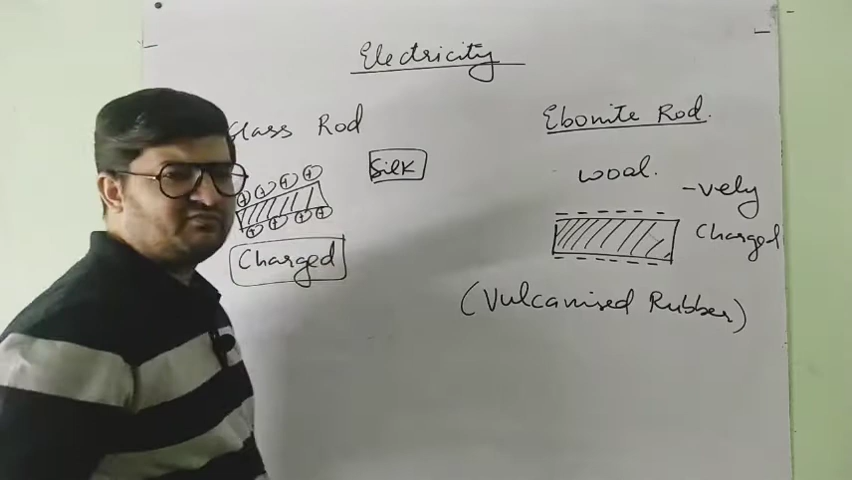 Electricity
Glass Rod
Silk
Charged
Ebonite Rod.
wool.
-vely
Charged
(Vulcanised Rubber)